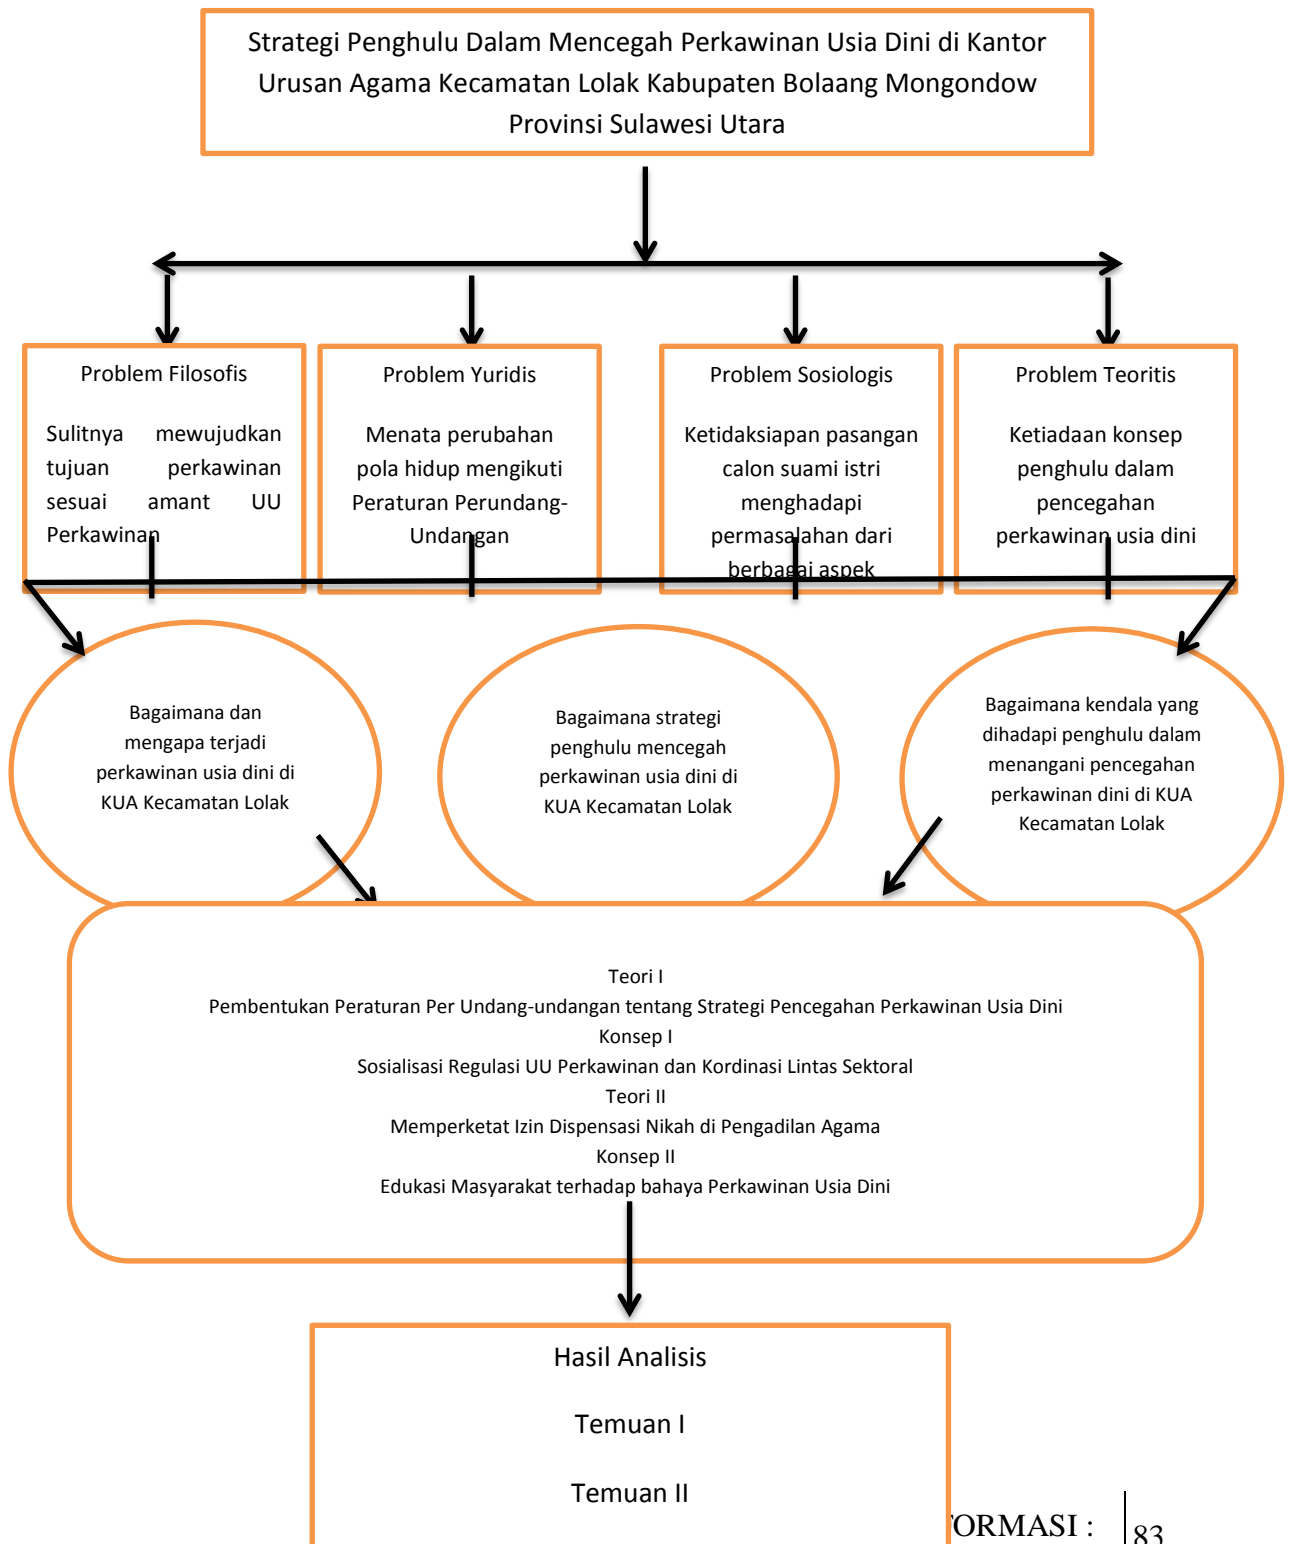 Strategi Penghulu Dalam Mencegah Perkawinan Usia Dini di Kantor
Urusan Agama Kecamatan Lolak Kabupaten Bolaang Mongondow
Provinsi Sulawesi Utara
Problem Filosofis
Sulitnya mewujudkan
tujuan perkawinan
sesuai amant UU
Perkawinan
Problem Yuridis
Menata perubahan
pola hidup mengikuti
Peraturan Perundang-
Undangan
Problem Sosiologis
Ketidaksiapan pasangan
calon suami istri
menghadapi
permasalahan dari
berbagai aspek
Problem Teoritis
Ketiadaan konsep
penghulu dalam
pencegahan
perkawinan usia dini
Bagaimana dan
mengapa terjadi
perkawinan usia dini di
KUA Kecamatan Lolak
Bagaimana strategi
penghulu mencegah
perkawinan usia dini di
KUA Kecamatan Lolak
Bagaimana kendala yang
dihadapi penghulu dalam
menangani pencegahan
perkawinan dini di KUA
Kecamatan Lolak
Teori I
Pembentukan Peraturan Per Undang-undangan tentang Strategi Pencegahan Perkawinan Usia Dini
Konsep I
Sosialisasi Regulasi UU Perkawinan dan Kordinasi Lintas Sektoral
Teori II
Memperketat Izin Dispensasi Nikah di Pengadilan Agama
Konsep II
Edukasi Masyarakat terhadap bahaya Perkawinan Usia Dini
Hasil Analisis
Temuan I
Temuan II
ORMASI :
83